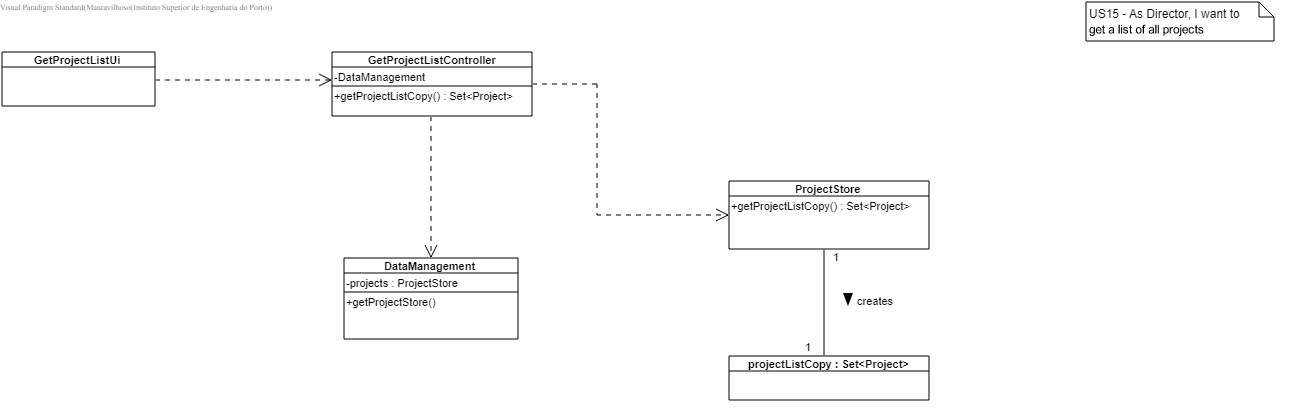 Visual Paradigm Standard(Mauravilhoso(Instituto Superior de Engenharia do Porto))
US15 - As Director, I want to
get a list of all projects
GetProjectListUi
GetProjectListController
-DataManagement
+getProjectListCopy() : Set<Project>
ProjectStore
+getProjectListCopy() : Set<Project>
DataManagement
-projects : ProjectStore
+getProjectStore()
1
creates
1
projectListCopy : Set<Project>